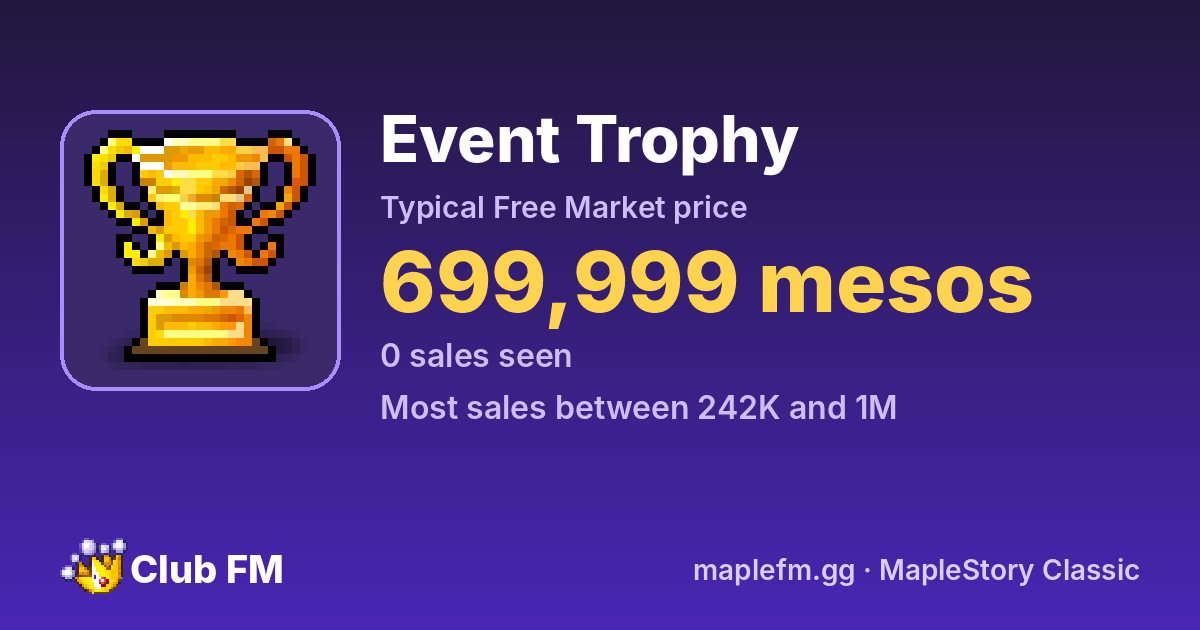 Event Trophy
Typical Free Market price
699,999 mesos
0 sales seen
Most sales between 242K and 1M
Club FM
maplefm.gg · MapleStory Classic